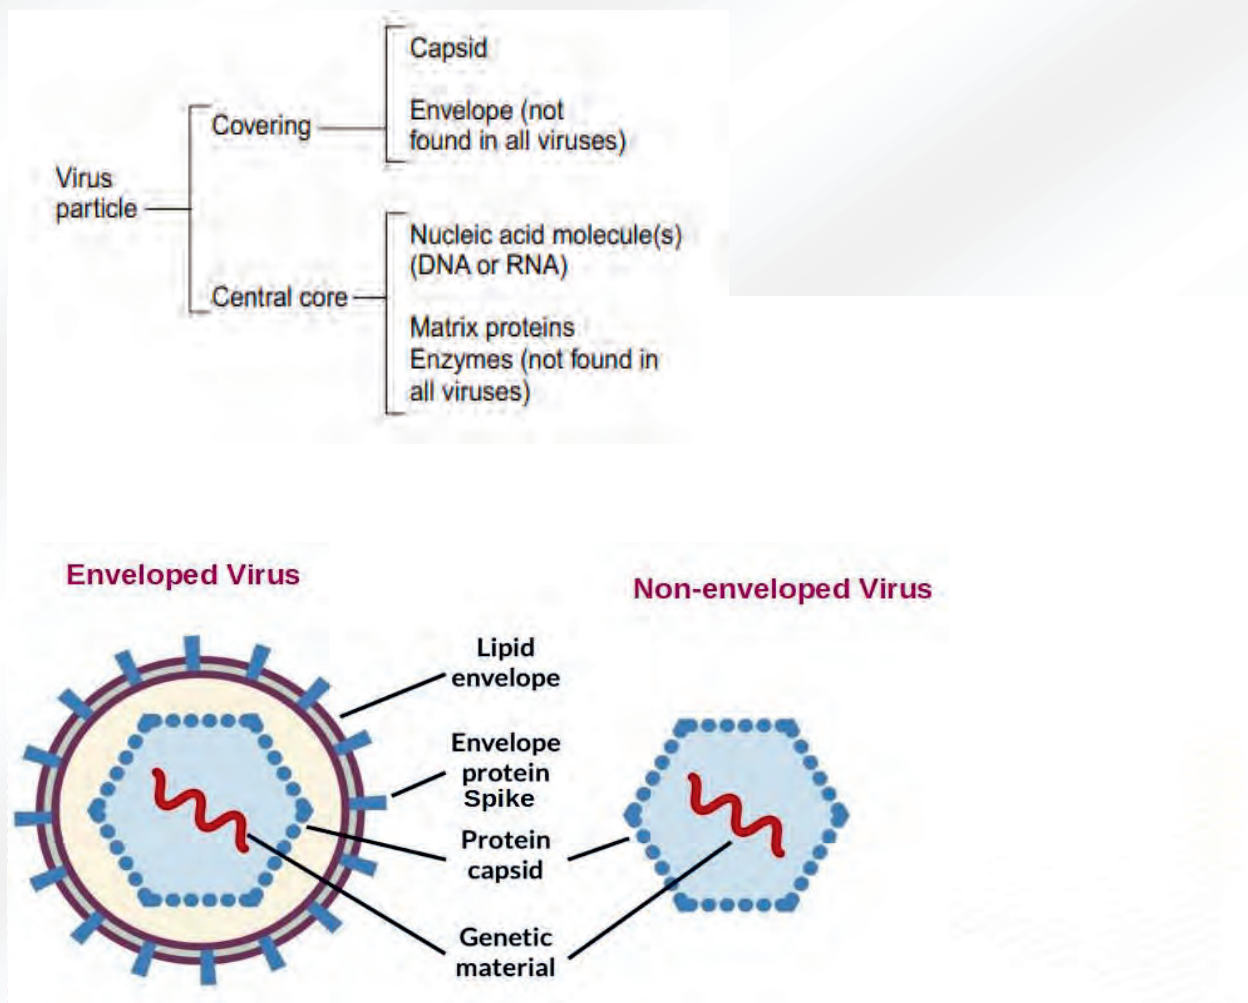 Capsid
Envelope (not
found in all viruses)
Covering
Virus
particle
Nucleic acid molecule(s)
(DNA or RNA)
Central core
Matrix proteins
Enzymes (not found in
all viruses)
Enveloped Virus
Non-enveloped Virus
Lipid
envelope
Envelope
protein
Spike
Protein
capsid
Genetic
material